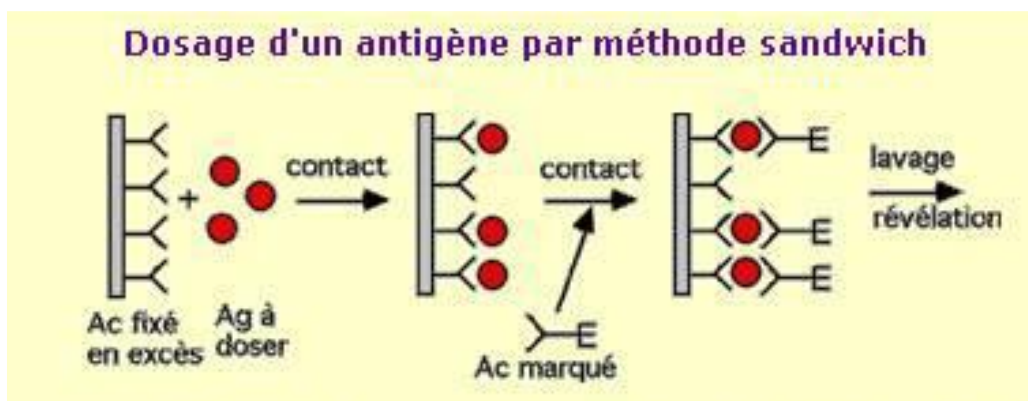 Dosage d'un antigène par méthode sandwich
contact
contact
lavage
révélation
+
Ac fixé
en excès
Ag à
doser
Ac marqué
E
E
E
E